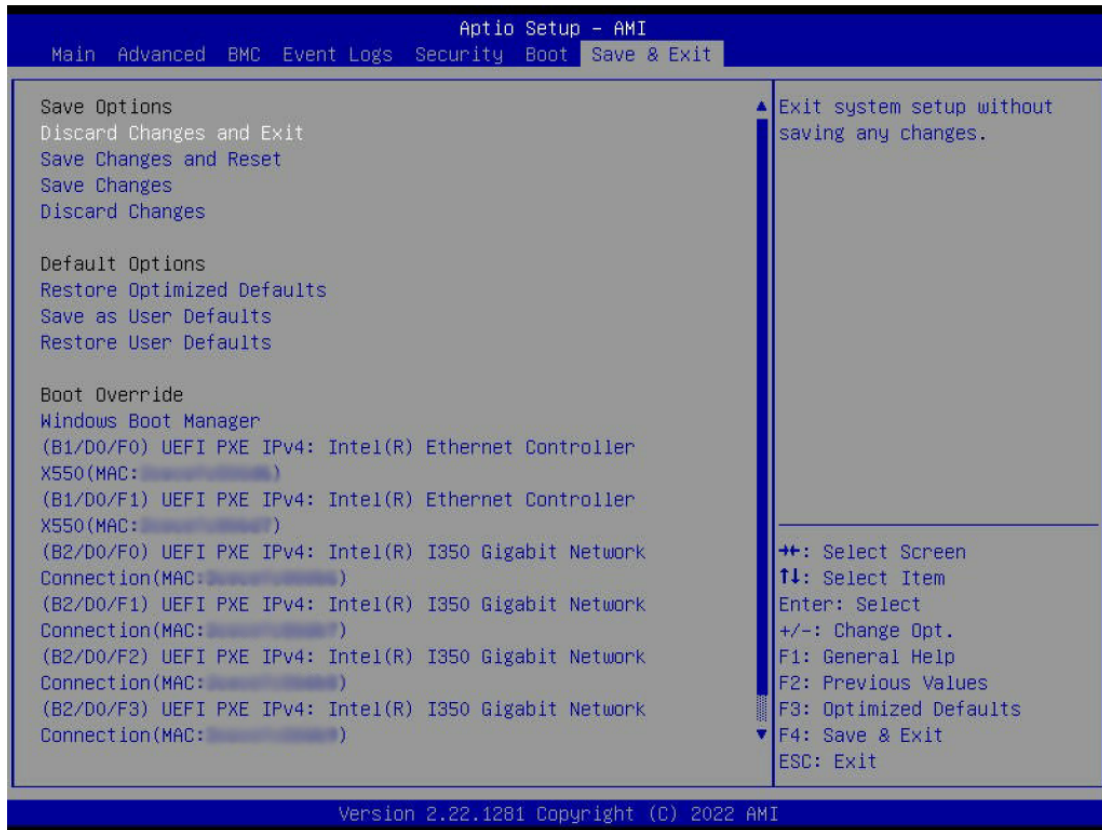 Aptio Setup – AMI
Main Advanced BMC Event Logs Security Boot Save & Exit
Save Options
Discard Changes and Exit
Save Changes and Reset
Save Changes
Discard Changes
Default Options
Restore Optimized Defaults
Save as User Defaults
Restore User Defaults
Boot Override
Windows Boot Manager
(B1/D0/F0) UEFI PXE IPv4: Intel(R) Ethernet Controller
X550(MAC: )
(B1/D0/F1) UEFI PXE IPv4: Intel(R) Ethernet Controller
X550(MAC: )
(B2/D0/F0) UEFI PXE IPv4: Intel(R) I350 Gigabit Network
Connection(MAC: )
(B2/D0/F1) UEFI PXE IPv4: Intel(R) I350 Gigabit Network
Connection(MAC: )
(B2/D0/F2) UEFI PXE IPv4: Intel(R) I350 Gigabit Network
Connection(MAC: )
(B2/D0/F3) UEFI PXE IPv4: Intel(R) I350 Gigabit Network
Connection(MAC: )
Exit system setup without
saving any changes.
→←: Select Screen
↑↓: Select Item
Enter: Select
+/-: Change Opt.
F1: General Help
F2: Previous Values
F3: Optimized Defaults
F4: Save & Exit
ESC: Exit
Version 2.22.1281 Copyright (C) 2022 AMI